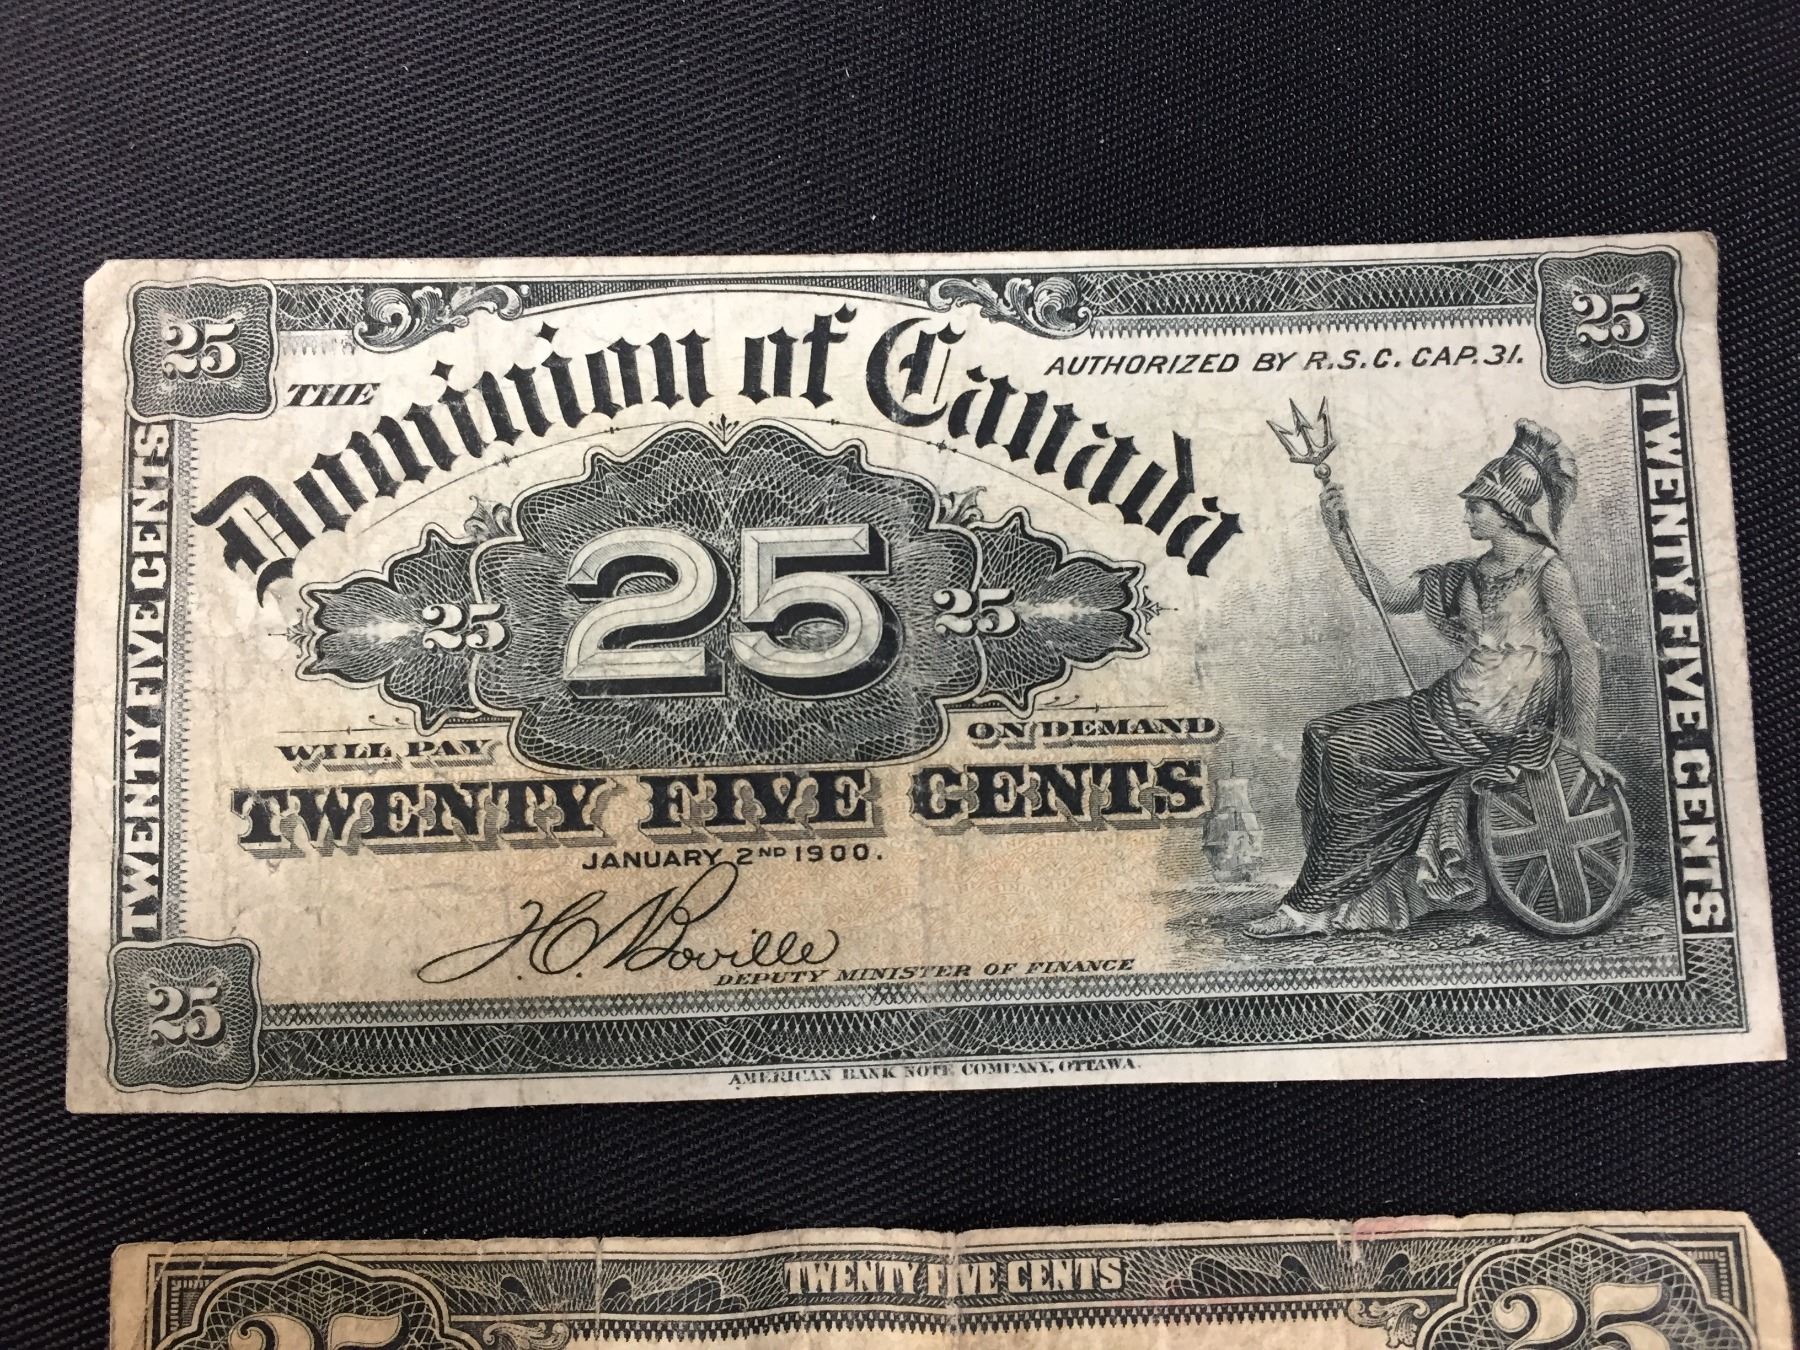 25
25
THE Dominion of Canada
AUTHORIZED BY R.S.C. CAP. 31.
TWENTY FIVE CENTS
25 25 25
TWENTY FIVE CENTS
WILL PAY ON DEMAND
TWENTY FIVE CENTS
JANUARY 2ND 1900.
J.C. Boville
DEPUTY MINISTER OF FINANCE
25
AMERICAN BANK NOTE COMPANY, OTTAWA.
TWENTY FIVE CENTS
25 25